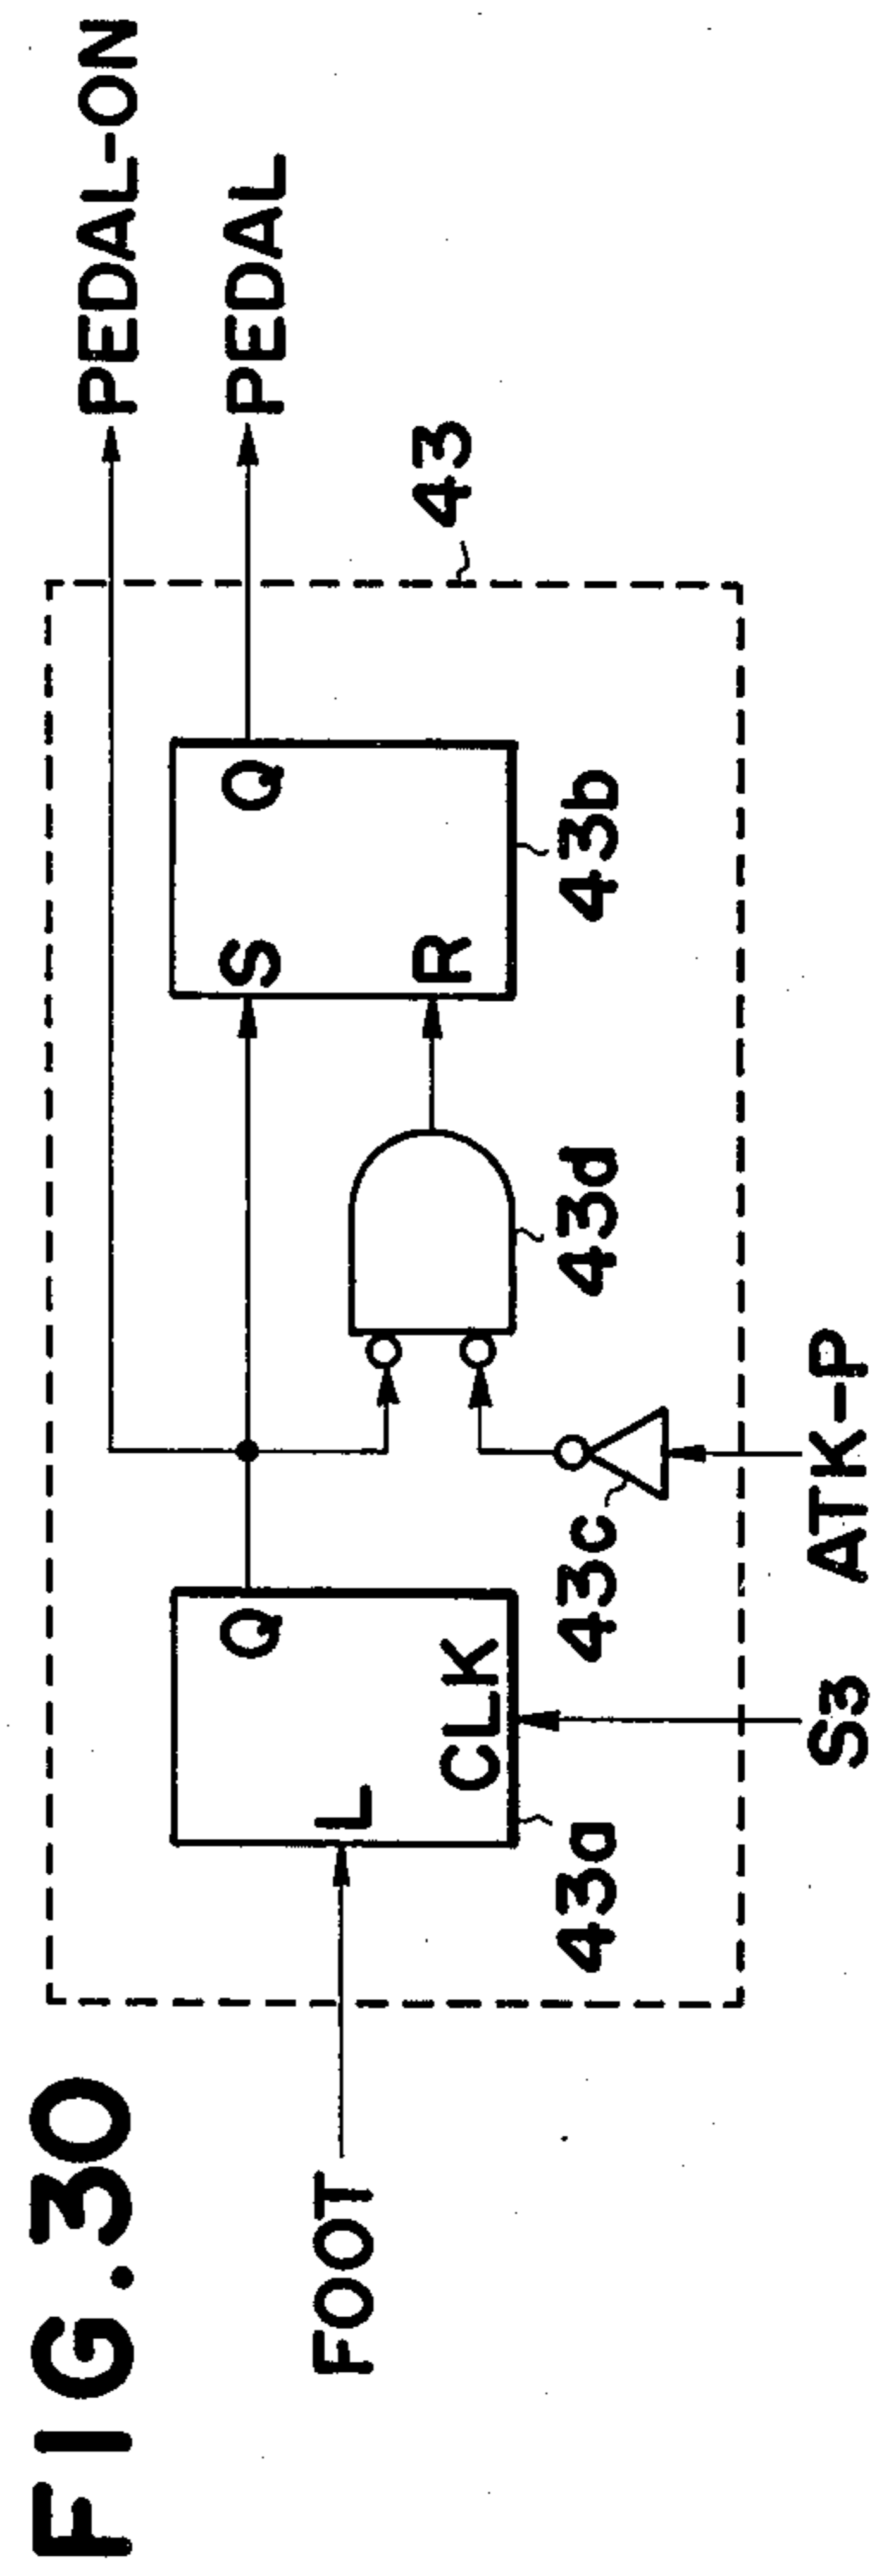 FIG.30
PEDAL-ON
PEDAL
43
FOOT
L
Q
CLK
43a
S
Q
R
43b
43d
43c
S3
ATK-P